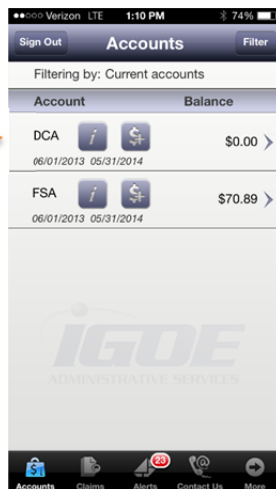 Verizon LTE 1:10 PM 74%
Sign Out Accounts Filter
Filtering by: Current accounts
Account Balance
DCA i $+ $0.00
06/01/2013 05/31/2014
FSA i $+ $70.89
06/01/2013 05/31/2014
IGOE
ADMINISTRATIVE SERVICES
23
Accounts Claims Alerts Contact Us More